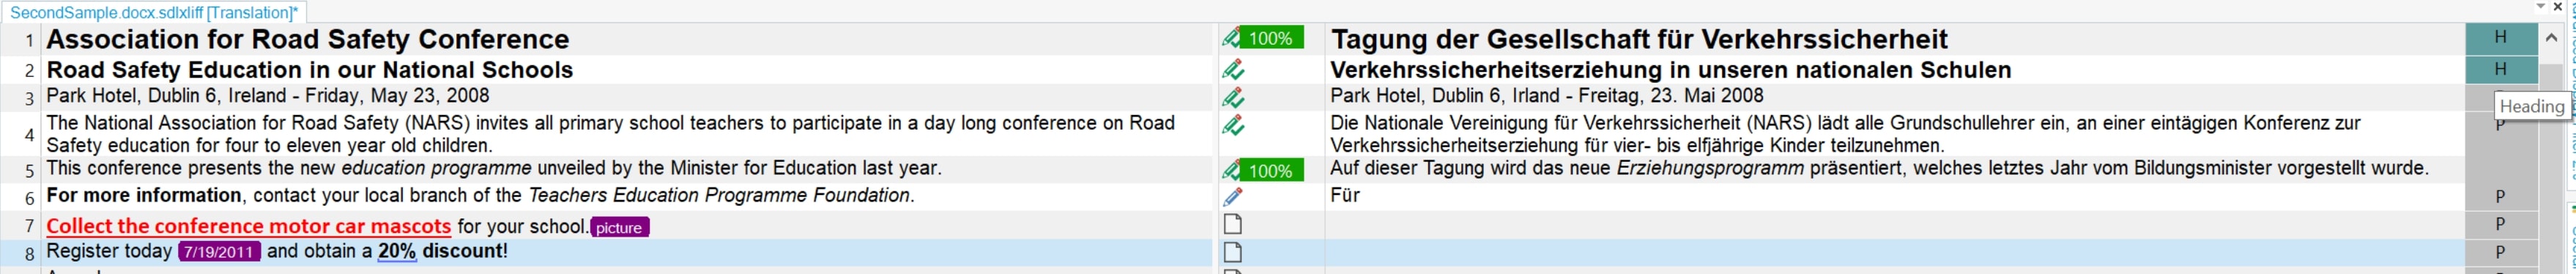 SecondSample.docx.sdlxliff [Translation]*
1 Association for Road Safety Conference 100% Tagung der Gesellschaft für Verkehrssicherheit H
2 Road Safety Education in our National Schools Verkehrssicherheitserziehung in unseren nationalen Schulen H
3 Park Hotel, Dublin 6, Ireland - Friday, May 23, 2008 Park Hotel, Dublin 6, Irland - Freitag, 23. Mai 2008
Heading
4 The National Association for Road Safety (NARS) invites all primary school teachers to participate in a day long conference on Road
Safety education for four to eleven year old children.
Die Nationale Vereinigung für Verkehrssicherheit (NARS) lädt alle Grundschullehrer ein, an einer eintägigen Konferenz zur
Verkehrssicherheitserziehung für vier- bis elfjährige Kinder teilzunehmen.
P
5 This conference presents the new education programme unveiled by the Minister for Education last year. 100% Auf dieser Tagung wird das neue Erziehungsprogramm präsentiert, welches letztes Jahr vom Bildungsminister vorgestellt wurde.
6 For more information, contact your local branch of the Teachers Education Programme Foundation. Für P
7 Collect the conference motor car mascots for your school. picture P
8 Register today 7/19/2011 and obtain a 20% discount! P